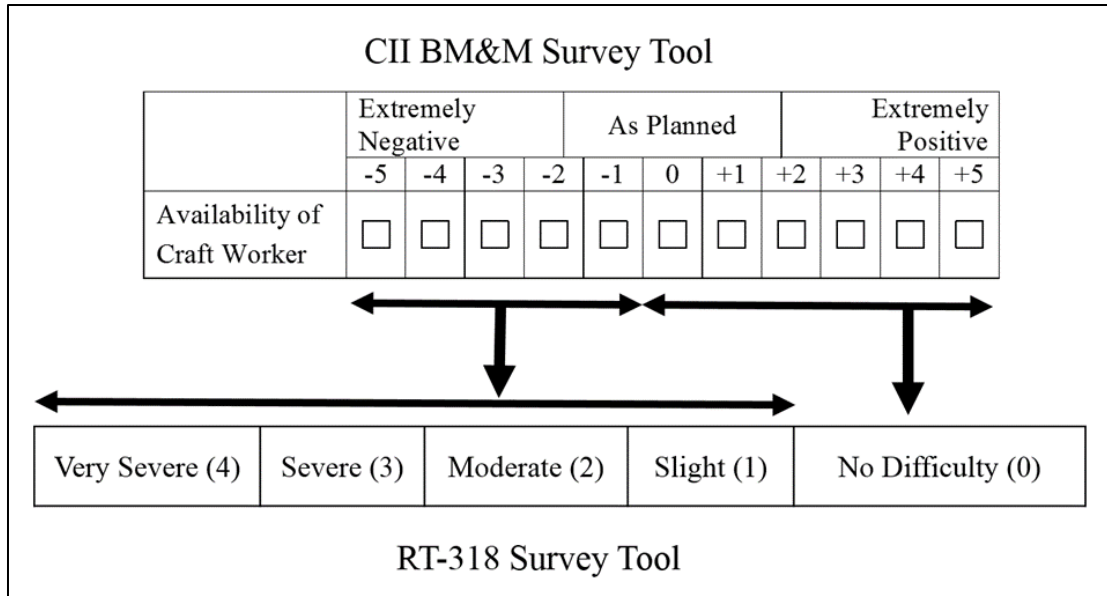 CII BM&M Survey Tool
Extremely Negative As Planned Extremely Positive
-5 -4 -3 -2 -1 0 +1 +2 +3 +4 +5
Availability of
Craft Worker
Very Severe (4) Severe (3) Moderate (2) Slight (1) No Difficulty (0)
RT-318 Survey Tool